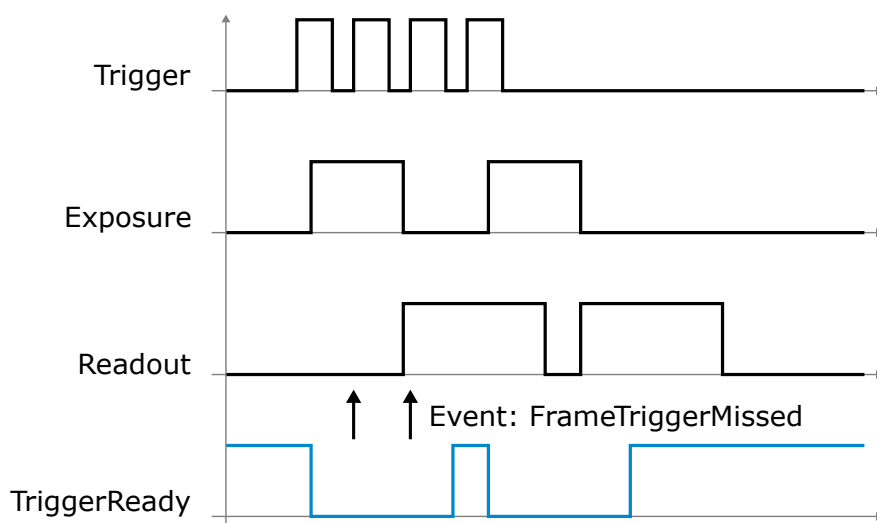 Trigger
Exposure
Readout
Event: FrameTriggerMissed
TriggerReady